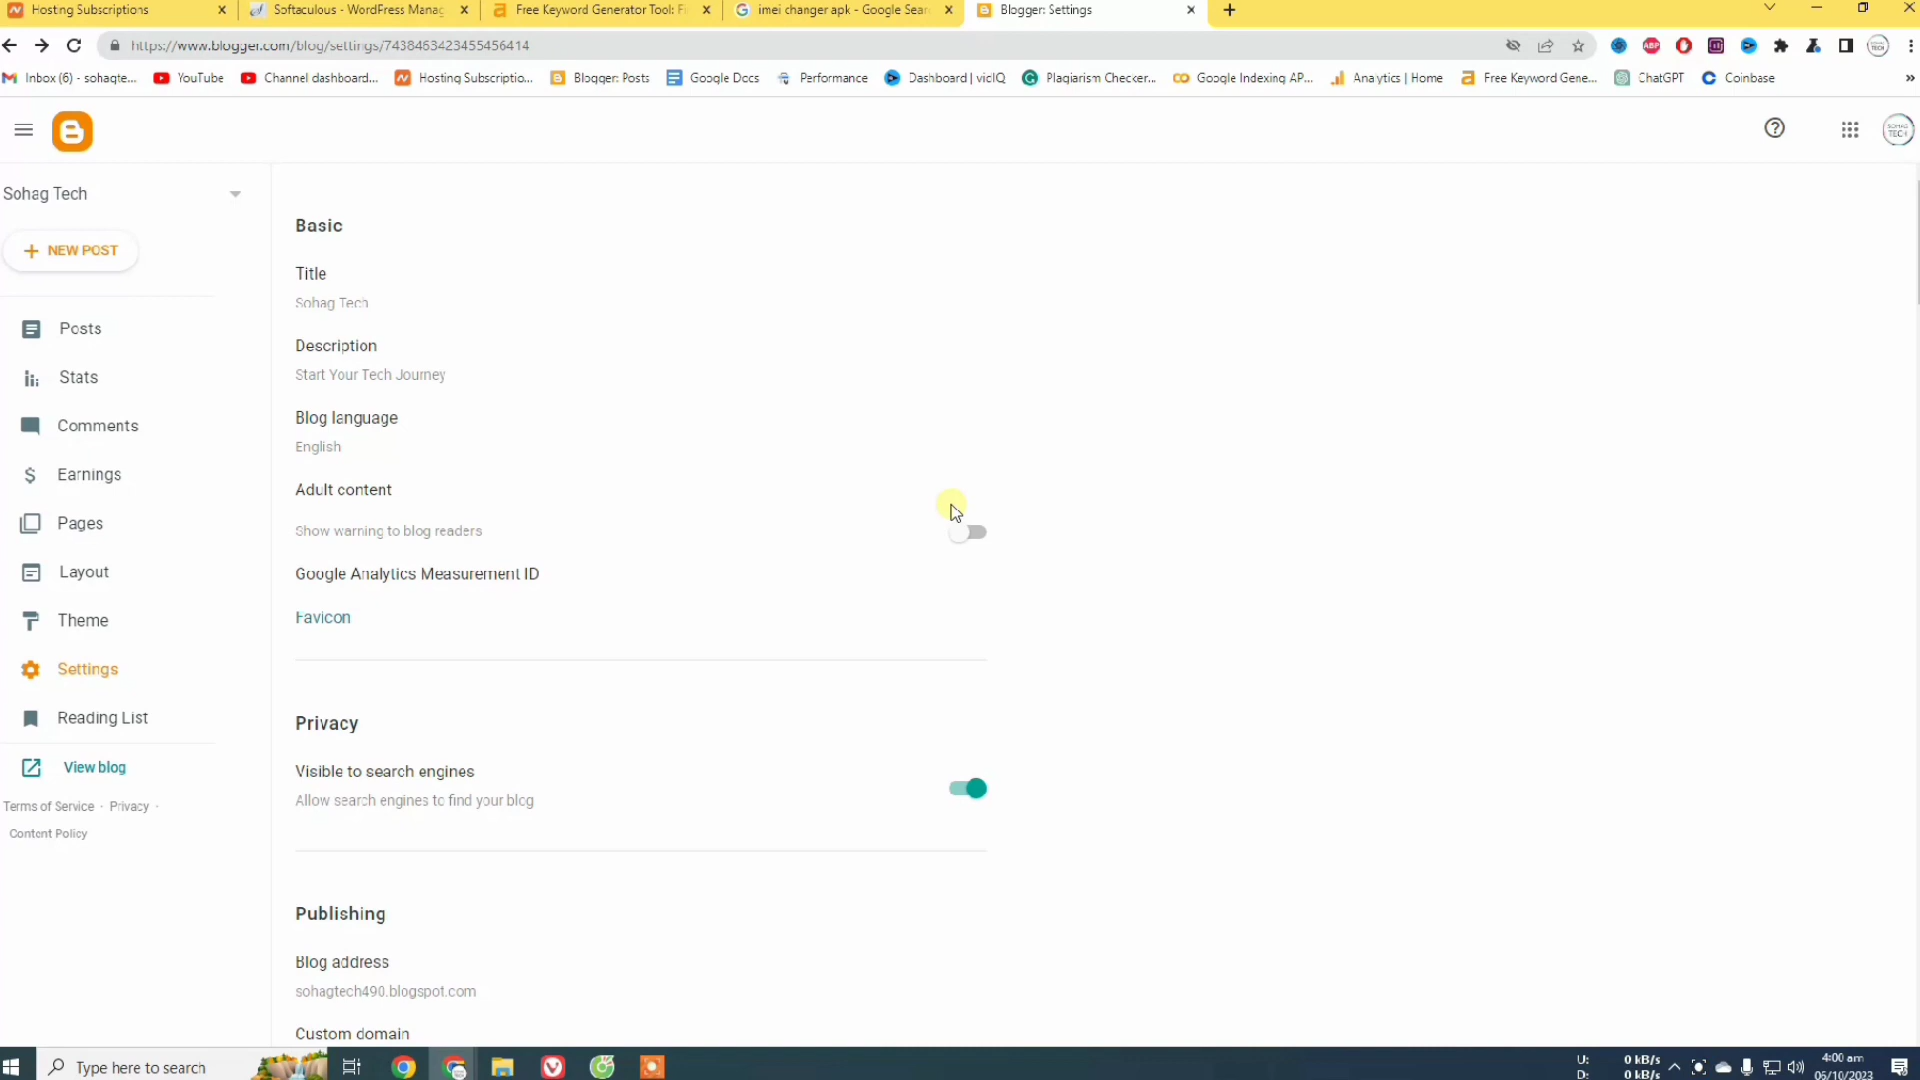 Hosting Subscriptions
Softaculous - WordPress Manag
Free Keyword Generator Tool: Fi
imei changer apk - Google Sear
Blogger: Settings
https://www.blogger.com/blog/settings/7438463423455456414
Inbox (6) - sohagte...
YouTube
Channel dashboard...
Hosting Subscriptio...
Blogger: Posts
Google Docs
Performance
Dashboard | vidIQ
Plagiarism Checker...
Google Indexing AP...
Analytics | Home
Free Keyword Gene...
ChatGPT
Coinbase
»
Sohag Tech
NEW POST
Posts
Stats
Comments
Earnings
Pages
Layout
Theme
Settings
Reading List
View blog
Terms of Service · Privacy ·
Content Policy
Basic
Title
Sohag Tech
Description
Start Your Tech Journey
Blog language
English
Adult content
Show warning to blog readers
Google Analytics Measurement ID
Favicon
Privacy
Visible to search engines
Allow search engines to find your blog
Publishing
Blog address
sohagtech490.blogspot.com
Custom domain
Type here to search
U: 0 kB/s
D: 0 kB/s
4:00 am
06/10/2023